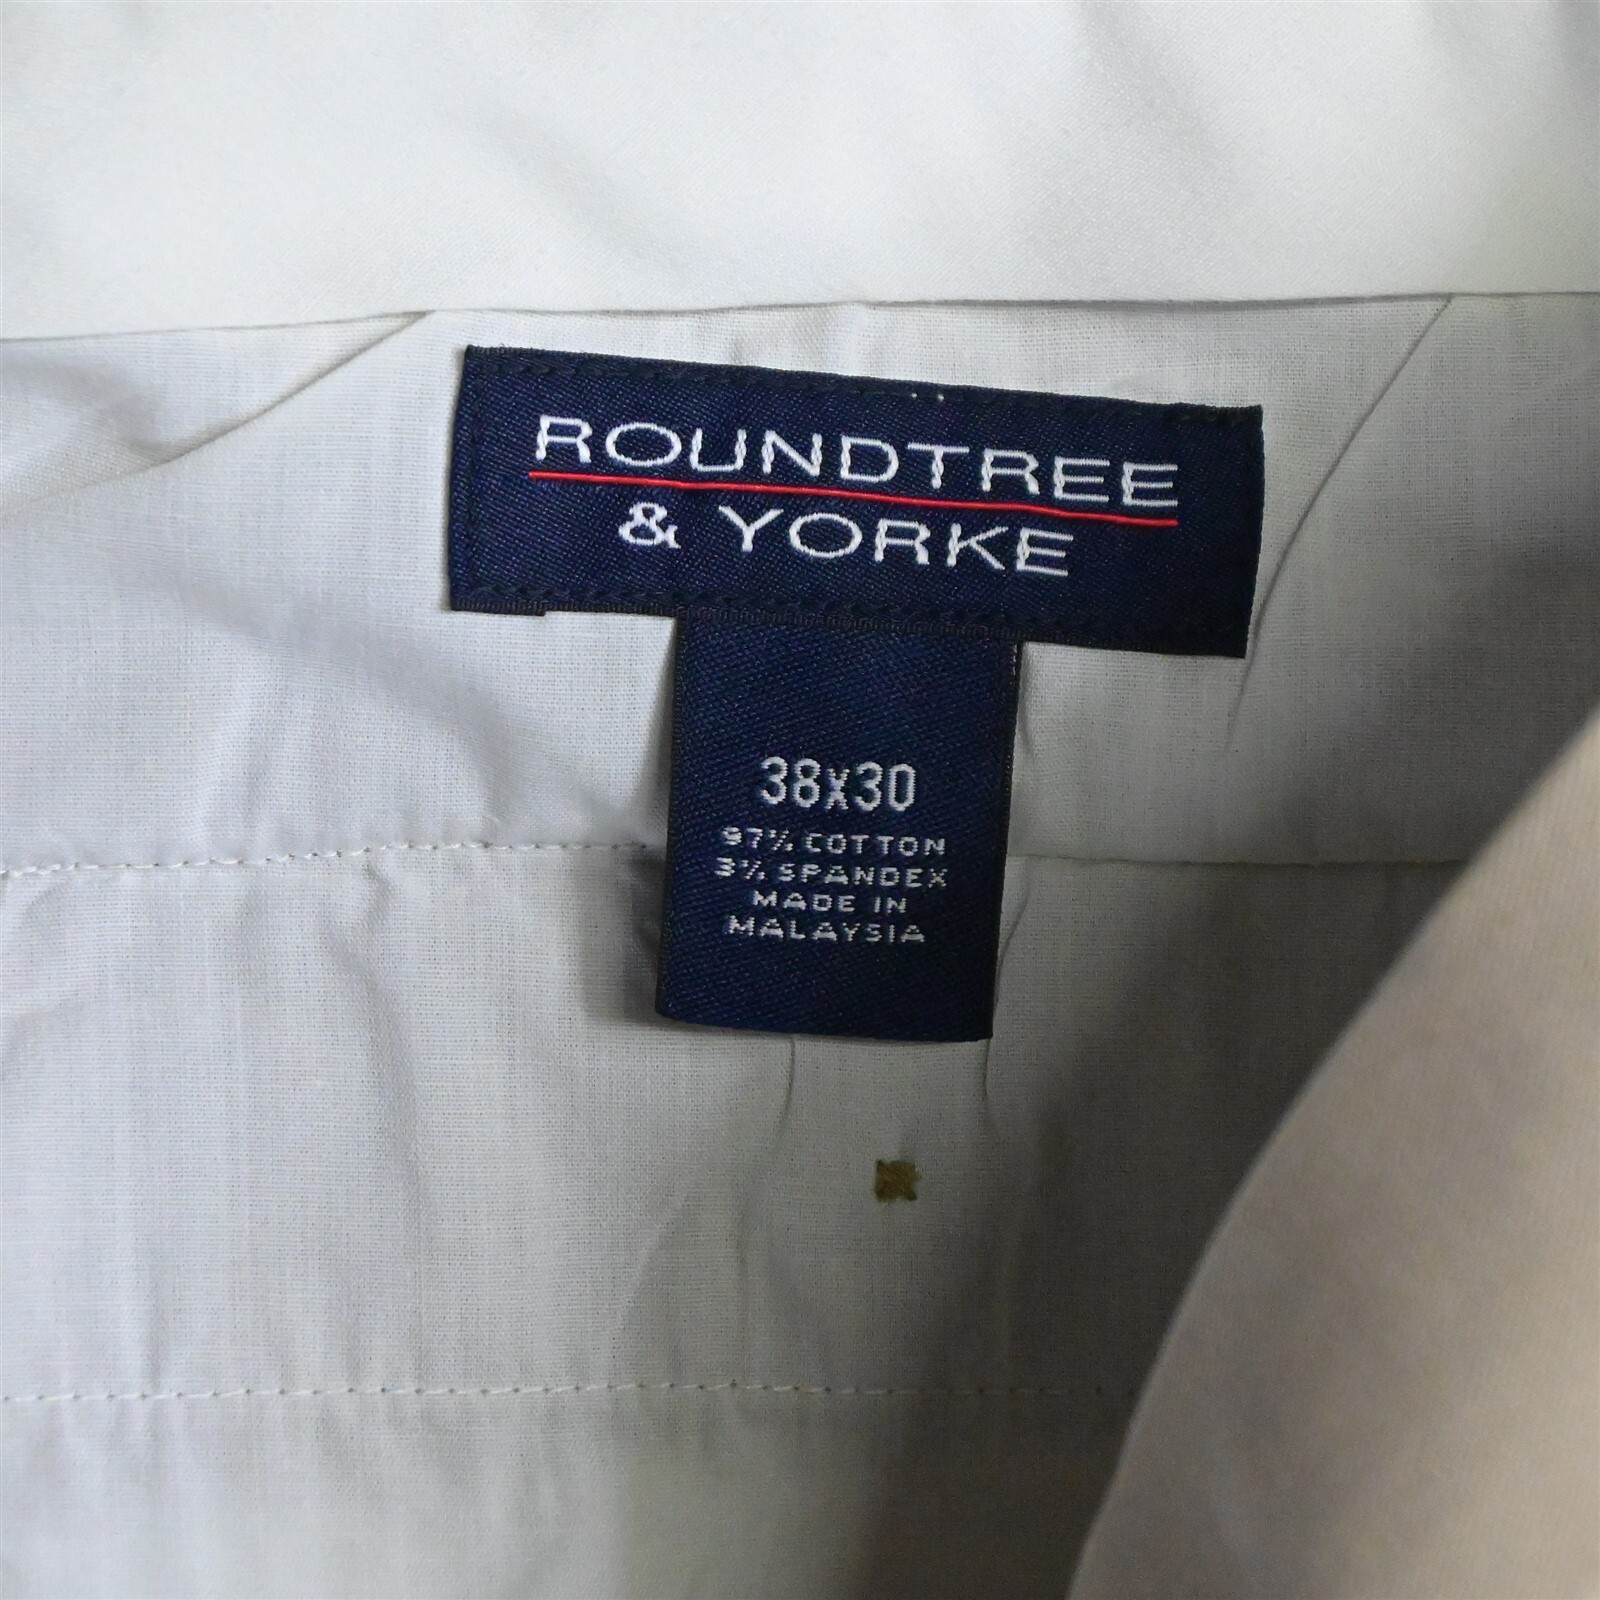 ROUNDTREE
& YORKE
38x30
97% COTTON
3% SPANDEX
MADE IN
MALAYSIA